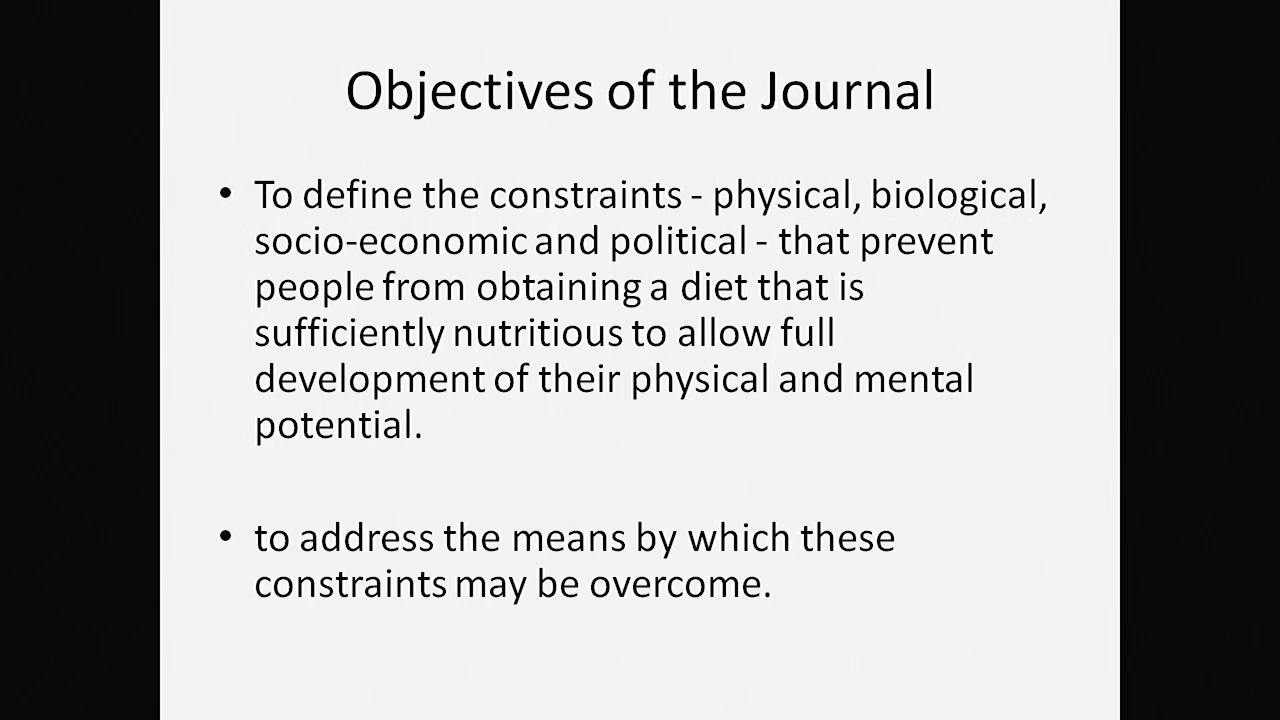 Objectives of the Journal
• To define the constraints - physical, biological,
socio-economic and political - that prevent
people from obtaining a diet that is
sufficiently nutritious to allow full
development of their physical and mental
potential.
• to address the means by which these
constraints may be overcome.